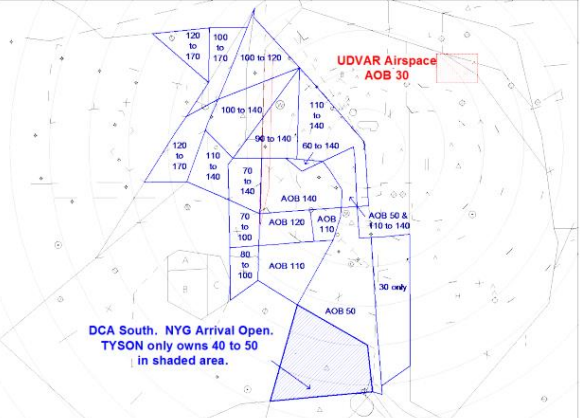 120
to
170
100
to
170
100 to 120
UDVAR Airspace
AOB 30
100 to 140
110
to
140
90 to 140
60 to 140
120
to
170
110
to
140
70
to
140
AOB 140
70
to
100
AOB 120
AOB
110
AOB 50 &
110 to 140
80
to
100
AOB 110
A
B
C
30 only
AOB 50
DCA South. NYG Arrival Open.
TYSON only owns 40 to 50
in shaded area.